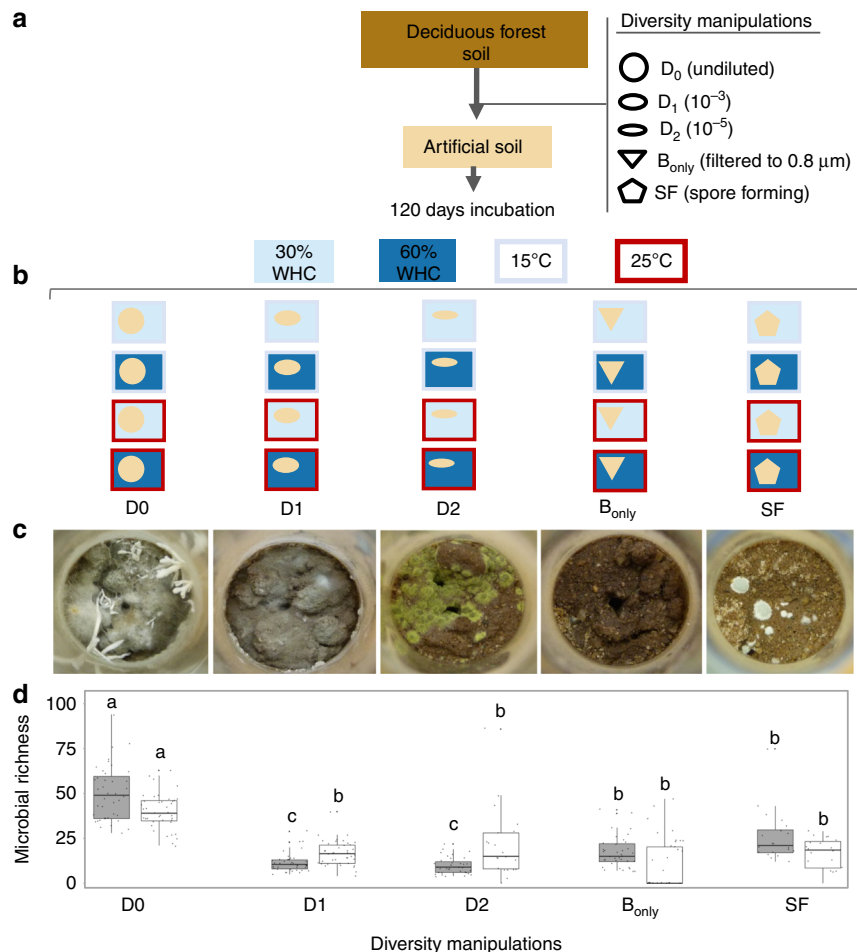 a
Deciduous forest
soil
Artificial soil
120 days incubation
Diversity manipulations
D0 (undiluted)
D1 (10–3)
D2 (10–5)
Bonly (filtered to 0.8 μm)
SF (spore forming)
b
30%
WHC
60%
WHC
15°C
25°C
D0 D1 D2 Bonly SF
c
d
Microbial richness
100
75
50
25
0
a a c b c b b b b b
D0 D1 D2 Bonly SF
Diversity manipulations